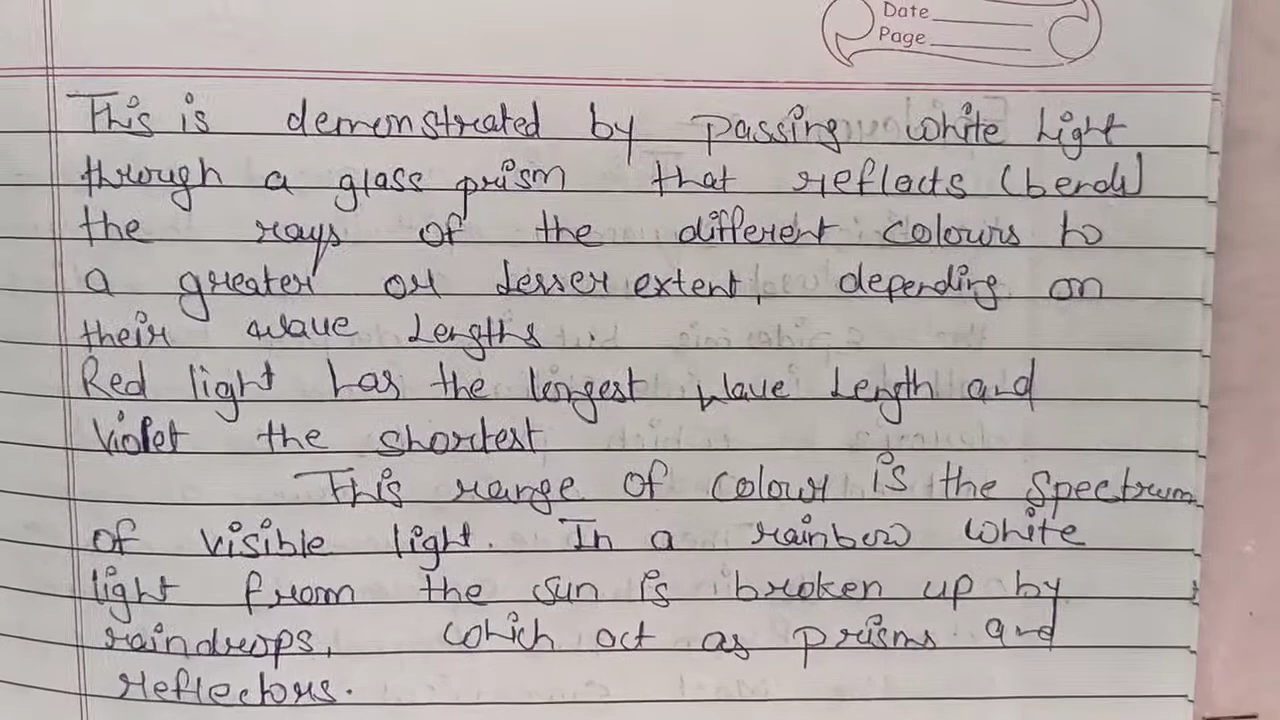 Date
Page
This is demonstrated by passing white light
through a glass prism that reflects (bends)
the rays of the different colours to
a greater or lesser extent, depending on
their wave lengths.
Red light has the longest wave length and
violet the shortest
This range of colour is the spectrum
of visible light. In a rainbow white
light from the sun is broken up by
raindrops, which act as prisms and
reflectors.